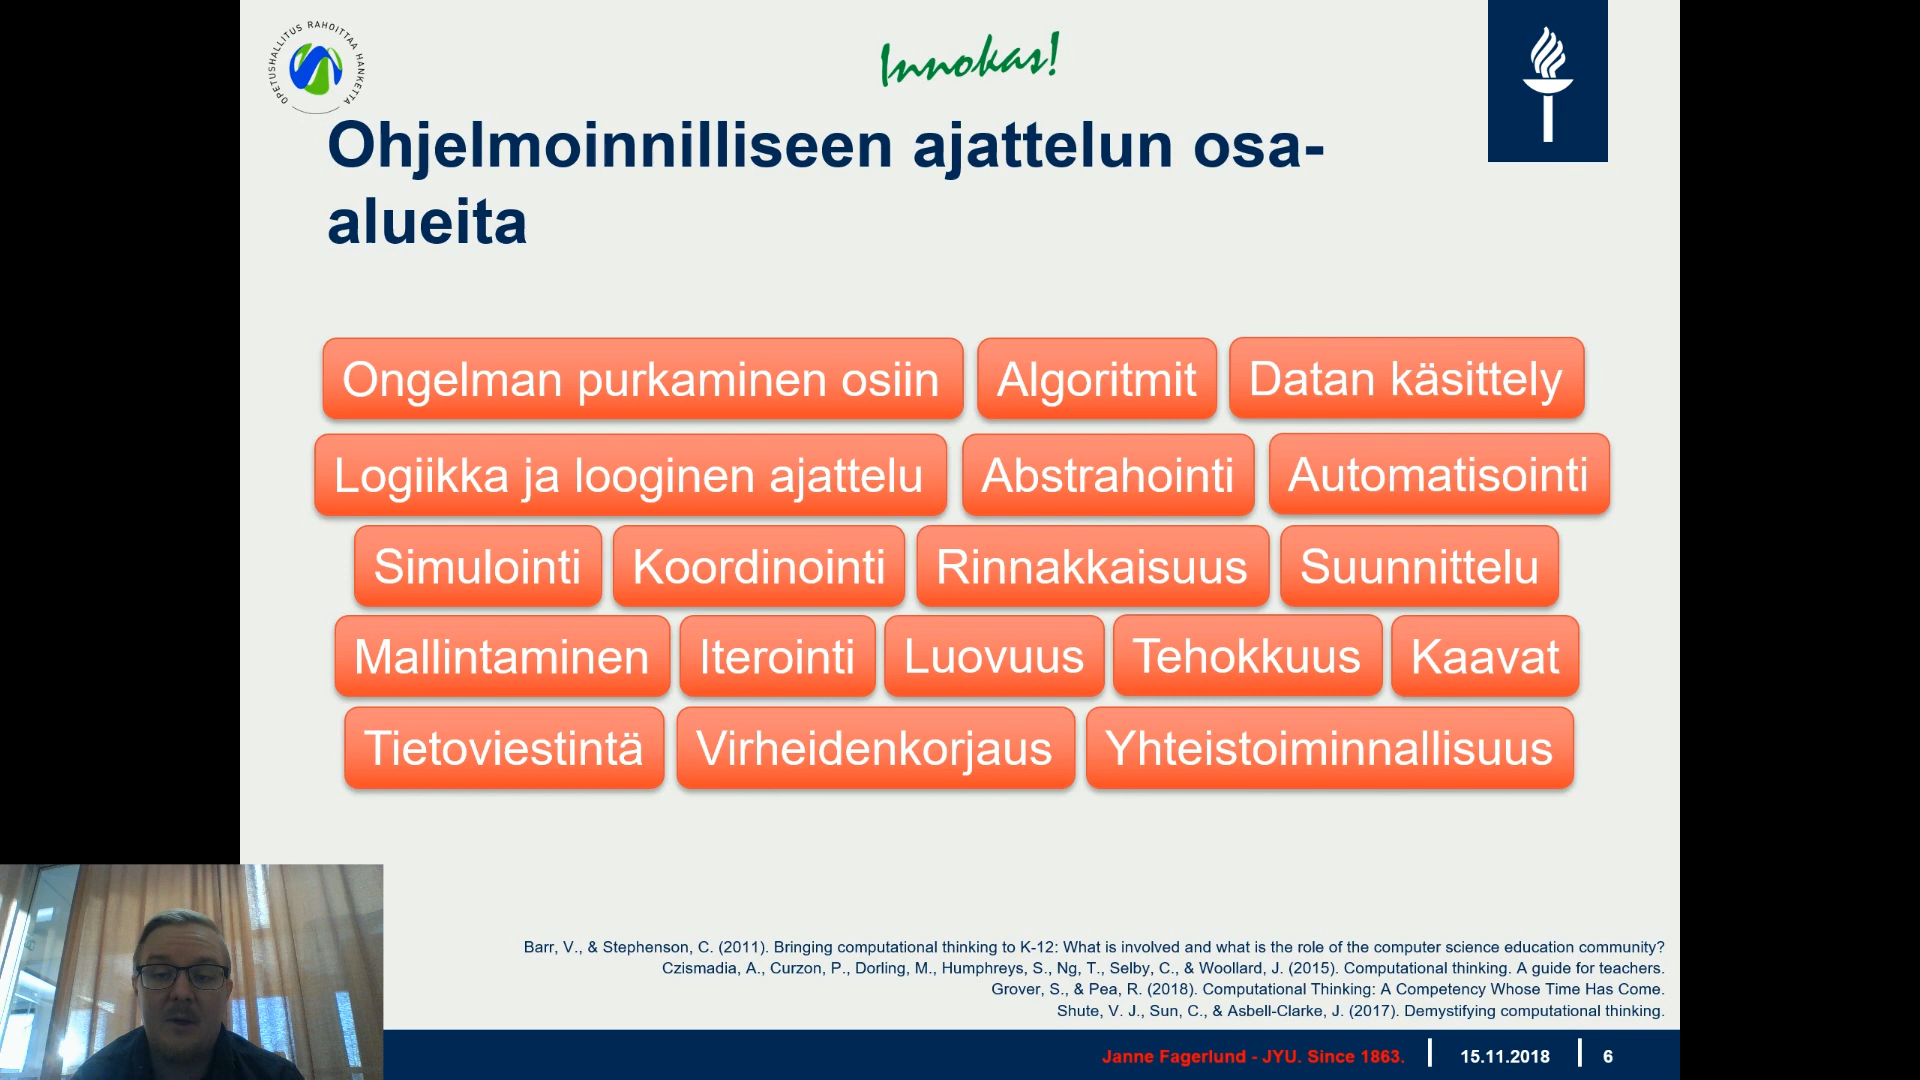 OPETUSHALLITUS RAHOITTAA HANKETTA
Innokas!
Ohjelmoinnilliseen ajattelun osa-
alueita
Ongelman purkaminen osiin Algoritmit Datan käsittely
Logiikka ja looginen ajattelu Abstrahointi Automatisointi
Simulointi Koordinointi Rinnakkaisuus Suunnittelu
Mallintaminen Iterointi Luovuus Tehokkuus Kaavat
Tietoviestintä Virheidenkorjaus Yhteistoiminnallisuus
Barr, V., & Stephenson, C. (2011). Bringing computational thinking to K-12: What is involved and what is the role of the computer science education community?
Czismadia, A., Curzon, P., Dorling, M., Humphreys, S., Ng, T., Selby, C., & Woollard, J. (2015). Computational thinking. A guide for teachers.
Grover, S., & Pea, R. (2018). Computational Thinking: A Competency Whose Time Has Come.
Shute, V. J., Sun, C., & Asbell-Clarke, J. (2017). Demystifying computational thinking.
Janne Fagerlund - JYU. Since 1863. 15.11.2018 6